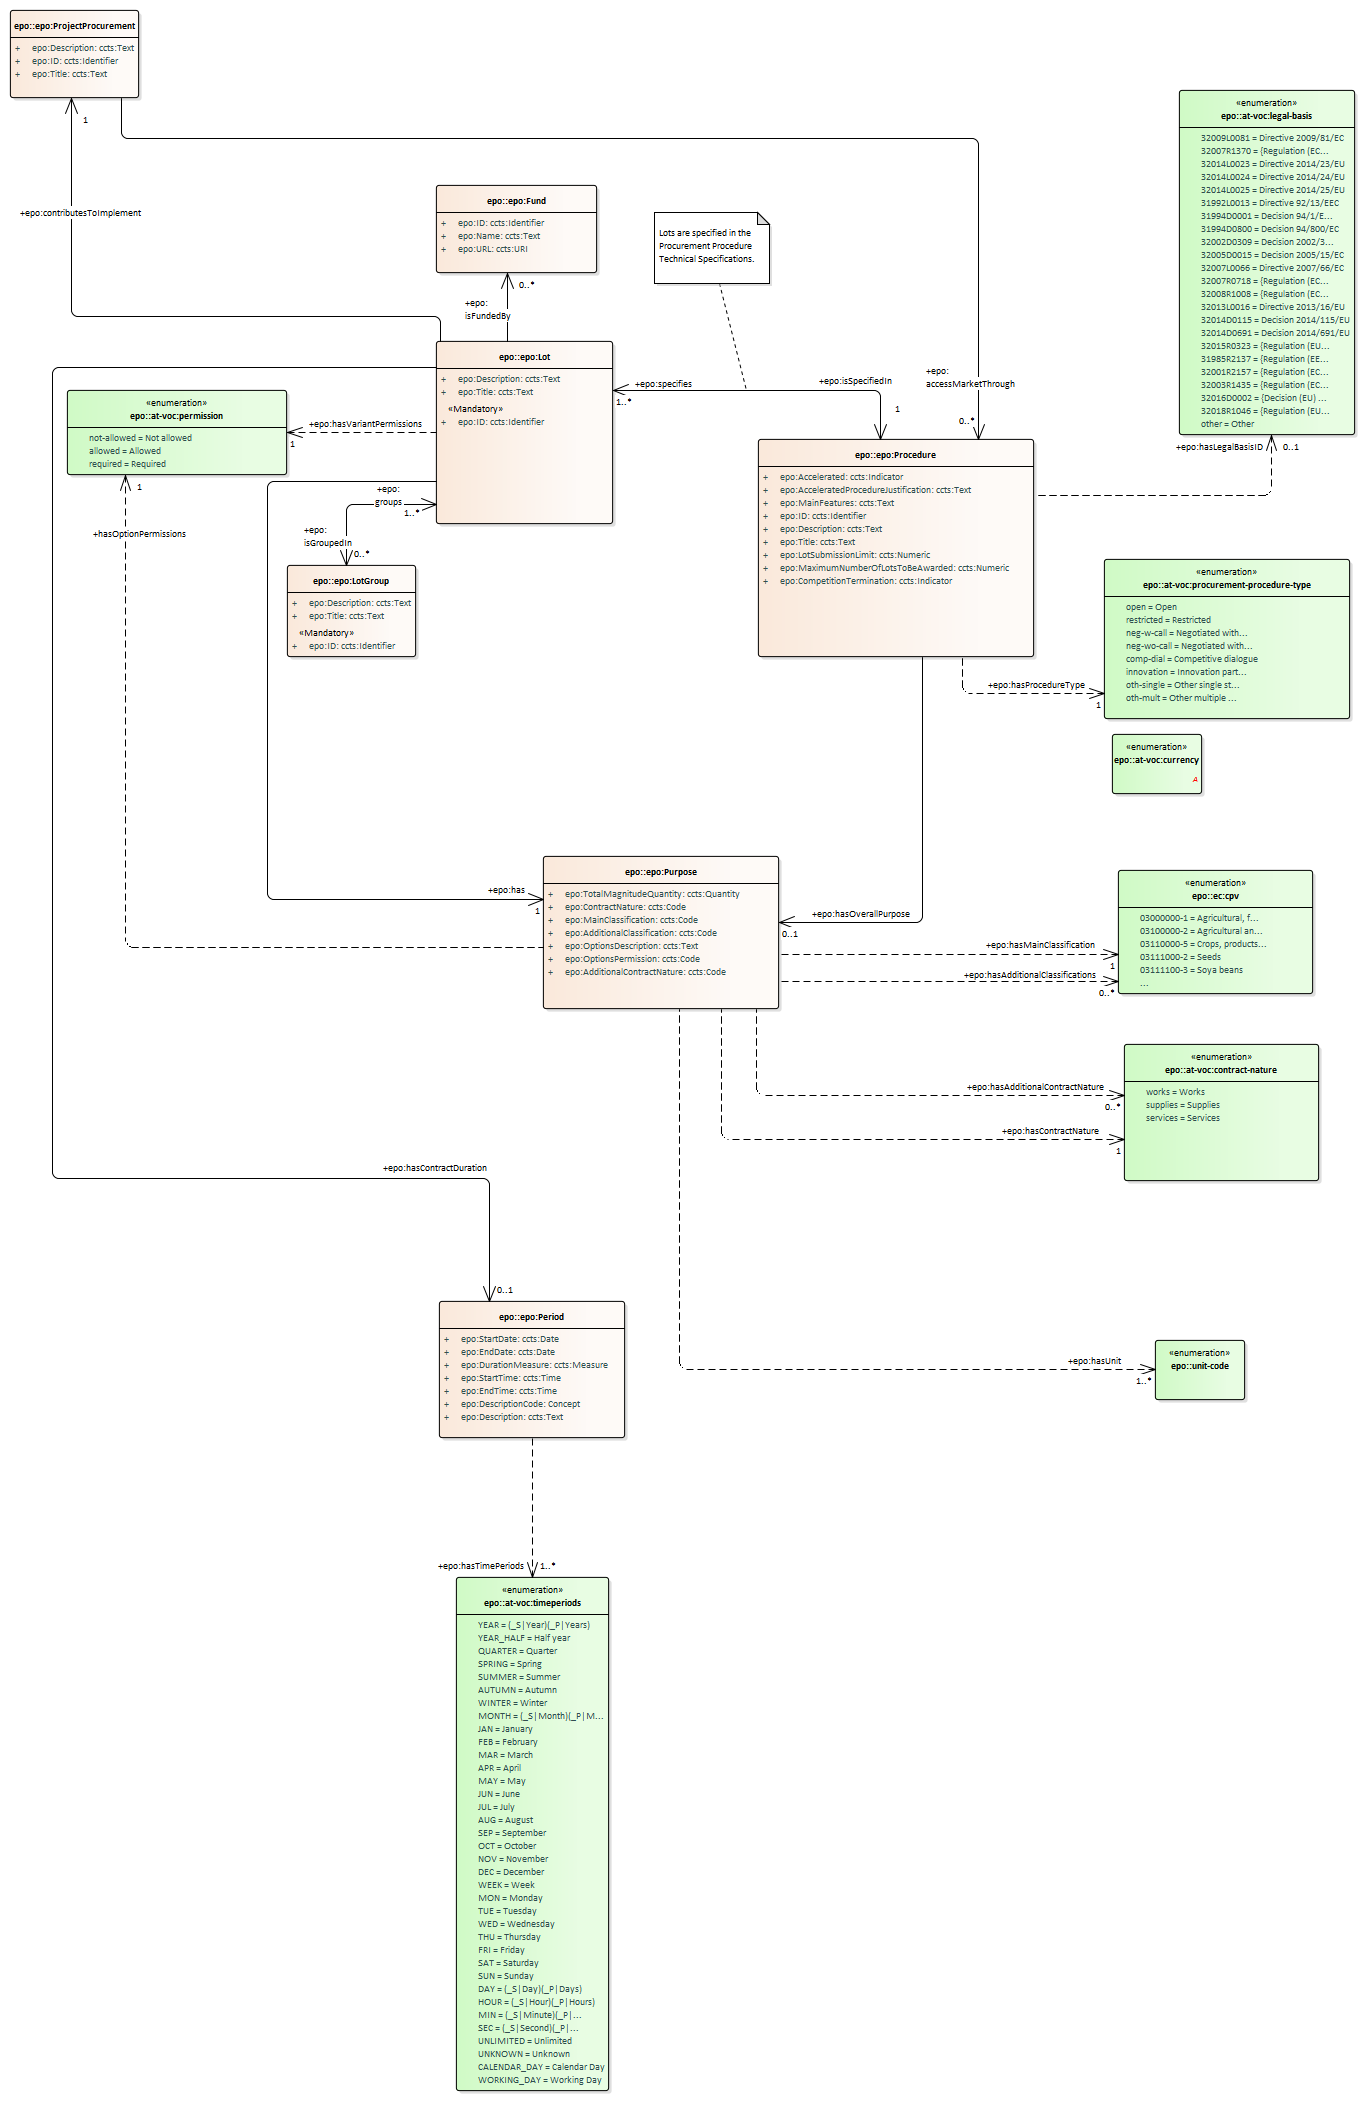 epo::epo:ProjectProcurement
+ epo:Description: ccts:Text
+ epo:ID: ccts:Identifier
+ epo:Title: ccts:Text
1
+epo:contributesToImplement
epo::epo:Fund
+ epo:ID: ccts:Identifier
+ epo:Name: ccts:Text
+ epo:URL: ccts:URI
0..*
+epo:
isFundedBy
Lots are specified in the
Procurement Procedure
Technical Specifications.
«enumeration»
epo::at-voc:legal-basis
32009L0081 = Directive 2009/81/EC
32007R1370 = {Regulation (EC...
32014L0023 = Directive 2014/23/EU
32014L0024 = Directive 2014/24/EU
32014L0025 = Directive 2014/25/EU
31992L0013 = Directive 92/13/EEC
31994D0001 = Decision 94/1/E...
31994D0800 = Decision 94/800/EC
32002D0309 = Decision 2002/3...
32005D0015 = Decision 2005/15/EC
32007L0066 = Directive 2007/66/EC
32007R0718 = {Regulation (EC...
32008R1008 = {Regulation (EC...
32013L0016 = Directive 2013/16/EU
32014D0115 = Decision 2014/115/EU
32014D0691 = Decision 2014/691/EU
32015R0323 = {Regulation (EU...
31985R2137 = {Regulation (EE...
32001R2157 = {Regulation (EC...
32003R1435 = {Regulation (EC...
32016D0002 = {Decision (EU) ...
32018R1046 = {Regulation (EU...
other = Other
+epo:hasLegalBasisID
0..1
epo::epo:Lot
+ epo:Description: ccts:Text
+ epo:Title: ccts:Text
«Mandatory»
+ epo:ID: ccts:Identifier
+epo:specifies
1..*
+epo:isSpecifiedIn
1
+epo:
accessMarketThrough
0..*
«enumeration»
epo::at-voc:permission
not-allowed = Not allowed
allowed = Allowed
required = Required
+epo:hasVariantPermissions
1
1
+hasOptionPermissions
+epo:
groups
1..*
+epo:
isGroupedIn
0..*
epo::epo:LotGroup
+ epo:Description: ccts:Text
+ epo:Title: ccts:Text
«Mandatory»
+ epo:ID: ccts:Identifier
epo::epo:Procedure
+ epo:Accelerated: ccts:Indicator
+ epo:AcceleratedProcedureJustification: ccts:Text
+ epo:MainFeatures: ccts:Text
+ epo:ID: ccts:Identifier
+ epo:Description: ccts:Text
+ epo:Title: ccts:Text
+ epo:LotSubmissionLimit: ccts:Numeric
+ epo:MaximumNumberOfLotsToBeAwarded: ccts:Numeric
+ epo:CompetitionTermination: ccts:Indicator
«enumeration»
epo::at-voc:procurement-procedure-type
open = Open
restricted = Restricted
neg-w-call = Negotiated with...
neg-wo-call = Negotiated with...
comp-dial = Competitive dialogue
innovation = Innovation part...
oth-single = Other single st...
oth-mult = Other multiple ...
+epo:hasProcedureType
1
«enumeration»
epo::at-voc:currency
A
epo::epo:Purpose
+ epo:TotalMagnitudeQuantity: ccts:Quantity
+ epo:ContractNature: ccts:Code
+ epo:MainClassification: ccts:Code
+ epo:AdditionalClassification: ccts:Code
+ epo:OptionsDescription: ccts:Text
+ epo:OptionsPermission: ccts:Code
+ epo:AdditionalContractNature: ccts:Code
+epo:has
1
+epo:hasOverallPurpose
0..1
«enumeration»
epo::ec:cpv
03000000-1 = Agricultural, f...
03100000-2 = Agricultural an...
03110000-5 = Crops, products...
03111000-2 = Seeds
03111100-3 = Soya beans
...
+epo:hasMainClassification
1
+epo:hasAdditionalClassifications
0..*
«enumeration»
epo::at-voc:contract-nature
works = Works
supplies = Supplies
services = Services
+epo:hasAdditionalContractNature
0..*
+epo:hasContractNature
1
+epo:hasContractDuration
0..1
epo::epo:Period
+ epo:StartDate: ccts:Date
+ epo:EndDate: ccts:Date
+ epo:DurationMeasure: ccts:Measure
+ epo:StartTime: ccts:Time
+ epo:EndTime: ccts:Time
+ epo:DescriptionCode: Concept
+ epo:Description: ccts:Text
+epo:hasUnit
1..*
«enumeration»
epo::unit-code
+epo:hasTimePeriods
1..*
«enumeration»
epo::at-voc:timeperiods
YEAR = (_S|Year)(_P|Years)
YEAR_HALF = Half year
QUARTER = Quarter
SPRING = Spring
SUMMER = Summer
AUTUMN = Autumn
WINTER = Winter
MONTH = (_S|Month)(_P|M...
JAN = January
FEB = February
MAR = March
APR = April
MAY = May
JUN = June
JUL = July
AUG = August
SEP = September
OCT = October
NOV = November
DEC = December
WEEK = Week
MON = Monday
TUE = Tuesday
WED = Wednesday
THU = Thursday
FRI = Friday
SAT = Saturday
SUN = Sunday
DAY = (_S|Day)(_P|Days)
HOUR = (_S|Hour)(_P|Hours)
MIN = (_S|Minute)(_P|...
SEC = (_S|Second)(_P|...
UNLIMITED = Unlimited
UNKNOWN = Unknown
CALENDAR_DAY = Calendar Day
WORKING_DAY = Working Day